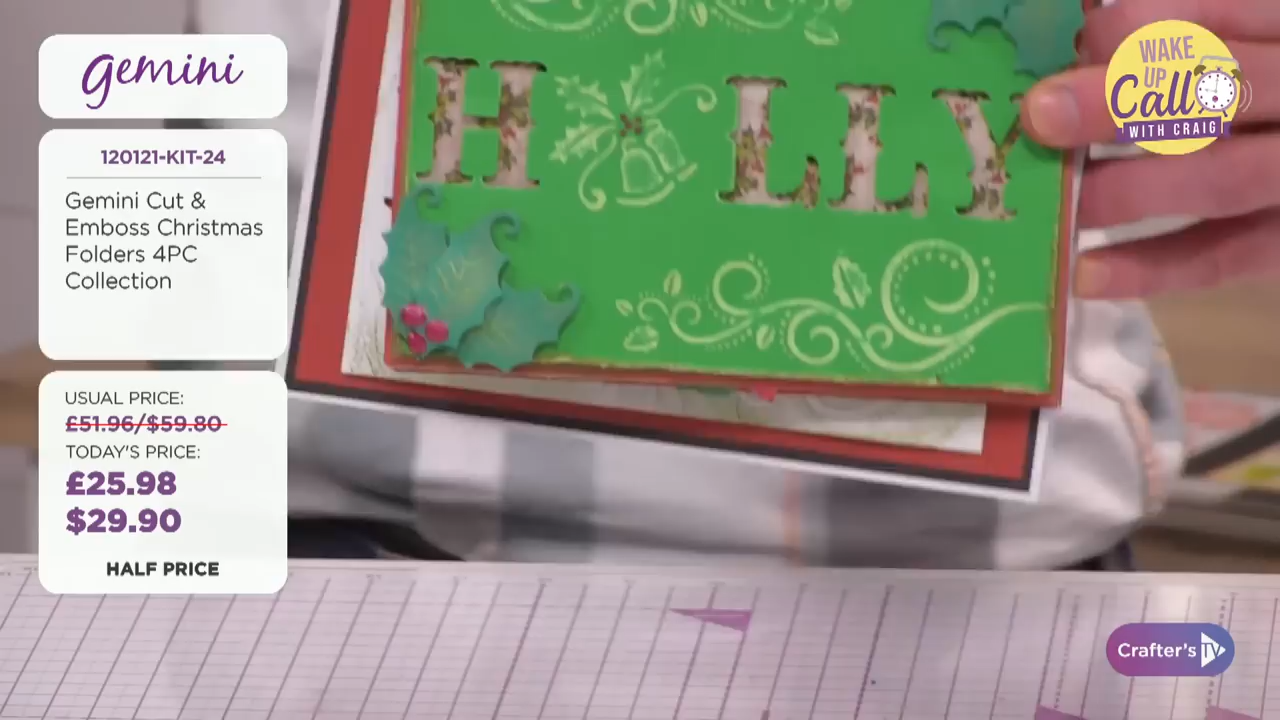 gemini
120121-KIT-24
Gemini Cut &
Emboss Christmas
Folders 4PC
Collection
USUAL PRICE:
£51.96/$59.80
TODAY'S PRICE:
£25.98
$29.90
HALF PRICE
H LLY
WAKE
UP
Call
WITH CRAIG
Crafter's TV